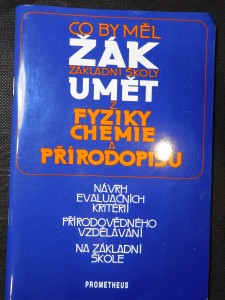 CO BY MĚL
ŽÁK
ZÁKLADNÍ ŠKOLY
UMĚT
Z
FYZIKY
CHEMIE
A
PŘÍRODOPISU
NÁVRH
EVALUAČNÍCH
KRITÉRIÍ
PŘÍRODOVĚDNÉHO
VZDĚLÁVÁNÍ
NA ZÁKLADNÍ
ŠKOLE
PROMETHEUS